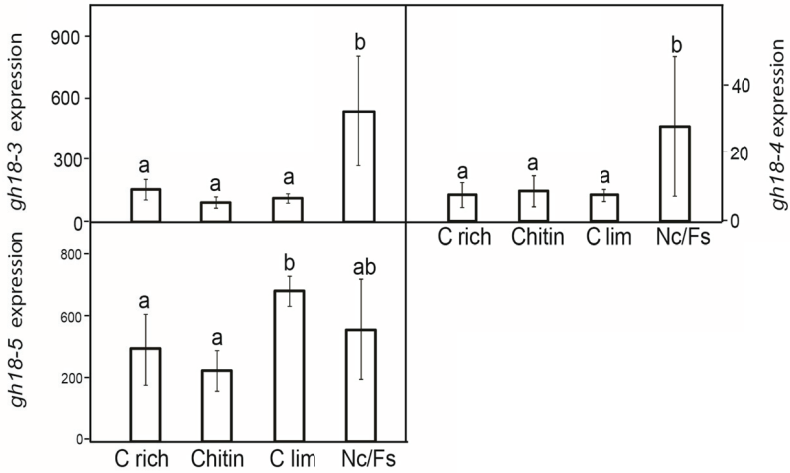 gh18-3 expression
900
600
300
0
a
a
a
b
gh18-4 expression
40
20
0
a
a
a
b
C rich Chitin C lim Nc/Fs
gh18-5 expression
800
600
200
0
a
a
b
ab
C rich Chitin C lim Nc/Fs